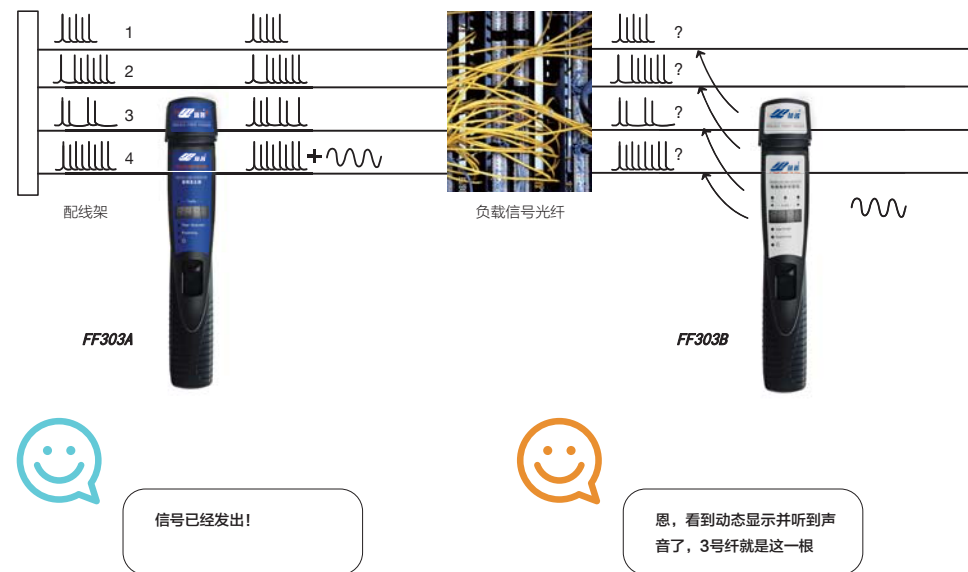 1
?
2
?
3
?
4
+
?
配线架
负载信号光纤
FF303A
FF303B
信号已经发出！
恩，看到动态显示并听到声
音了，3号纤就是这一根